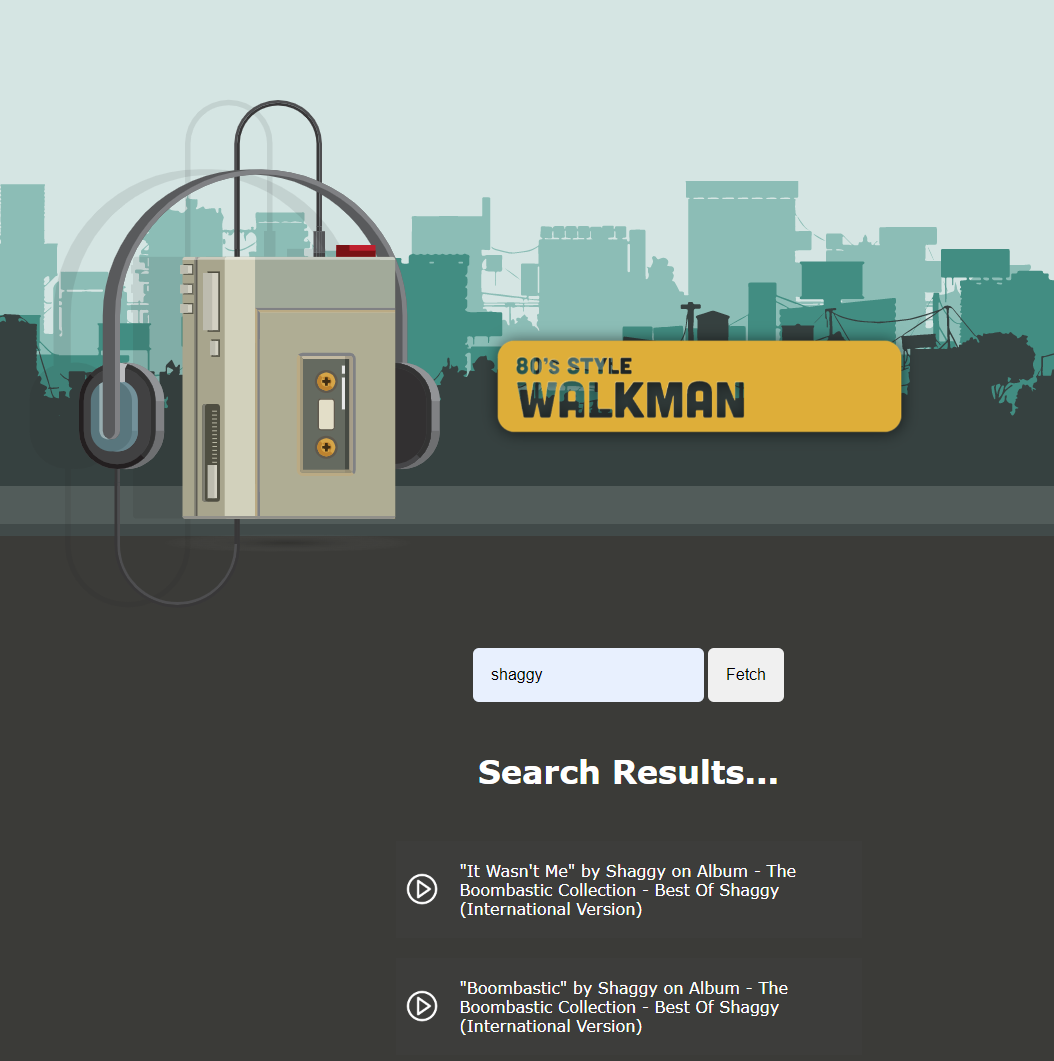 80's STYLE
WALKMAN
shaggy
Fetch
Search Results...
"It Wasn't Me" by Shaggy on Album - The
Boombastic Collection - Best Of Shaggy
(International Version)
"Boombastic" by Shaggy on Album - The
Boombastic Collection - Best Of Shaggy
(International Version)